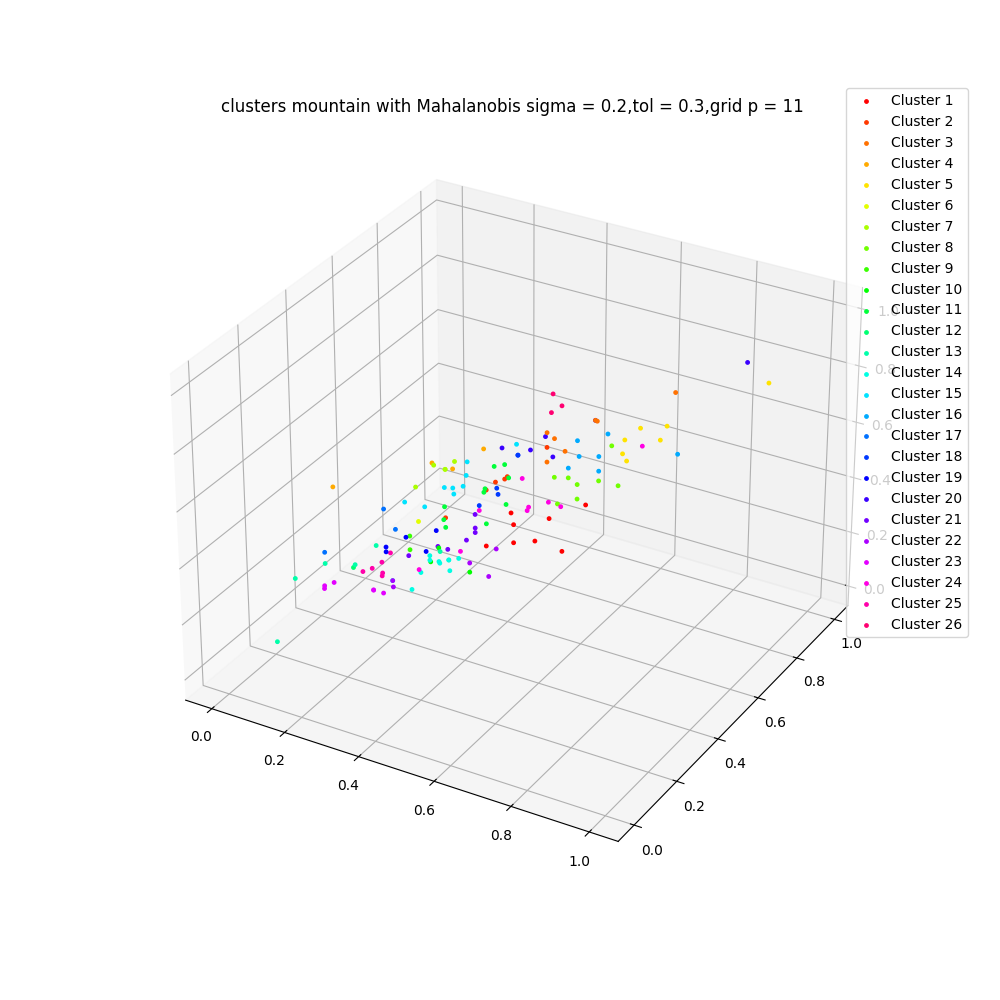 clusters mountain with Mahalanobis sigma = 0.2,tol = 0.3,grid p = 11
Cluster 1
Cluster 2
Cluster 3
Cluster 4
Cluster 5
Cluster 6
Cluster 7
Cluster 8
Cluster 9
Cluster 10
Cluster 11
Cluster 12
Cluster 13
Cluster 14
Cluster 15
Cluster 16
Cluster 17
Cluster 18
Cluster 19
Cluster 20
Cluster 21
Cluster 22
Cluster 23
Cluster 24
Cluster 25
Cluster 26
1.0
0.8
0.6
0.4
0.2
0.0
1.0
0.8
0.6
0.4
0.2
0.0
0.0
0.2
0.4
0.6
0.8
1.0